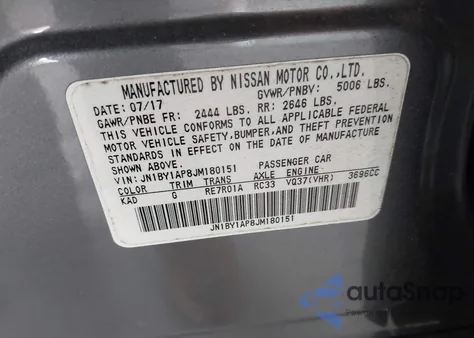 MANUFACTURED BY NISSAN MOTOR CO.,LTD.
DATE: 07/17 GVWR/PNBV: 5006 LBS.
GAWR/PNBE FR: 2444 LBS. RR: 2646 LBS.
THIS VEHICLE CONFORMS TO ALL APPLICABLE FEDERAL
MOTOR VEHICLE SAFETY,BUMPER,AND THEFT PREVENTION
STANDARDS IN EFFECT ON THE DATE OF MANUFACTURE
SHOWN ABOVE.
VIN: JN1BY1AP8JM180151 PASSENGER CAR
COLOR TRIM TRANS AXLE ENGINE
KAD G RE7R01A RC33 VQ37(VHR) 3696CC
JN1BY1AP8JM180151
autoSnap